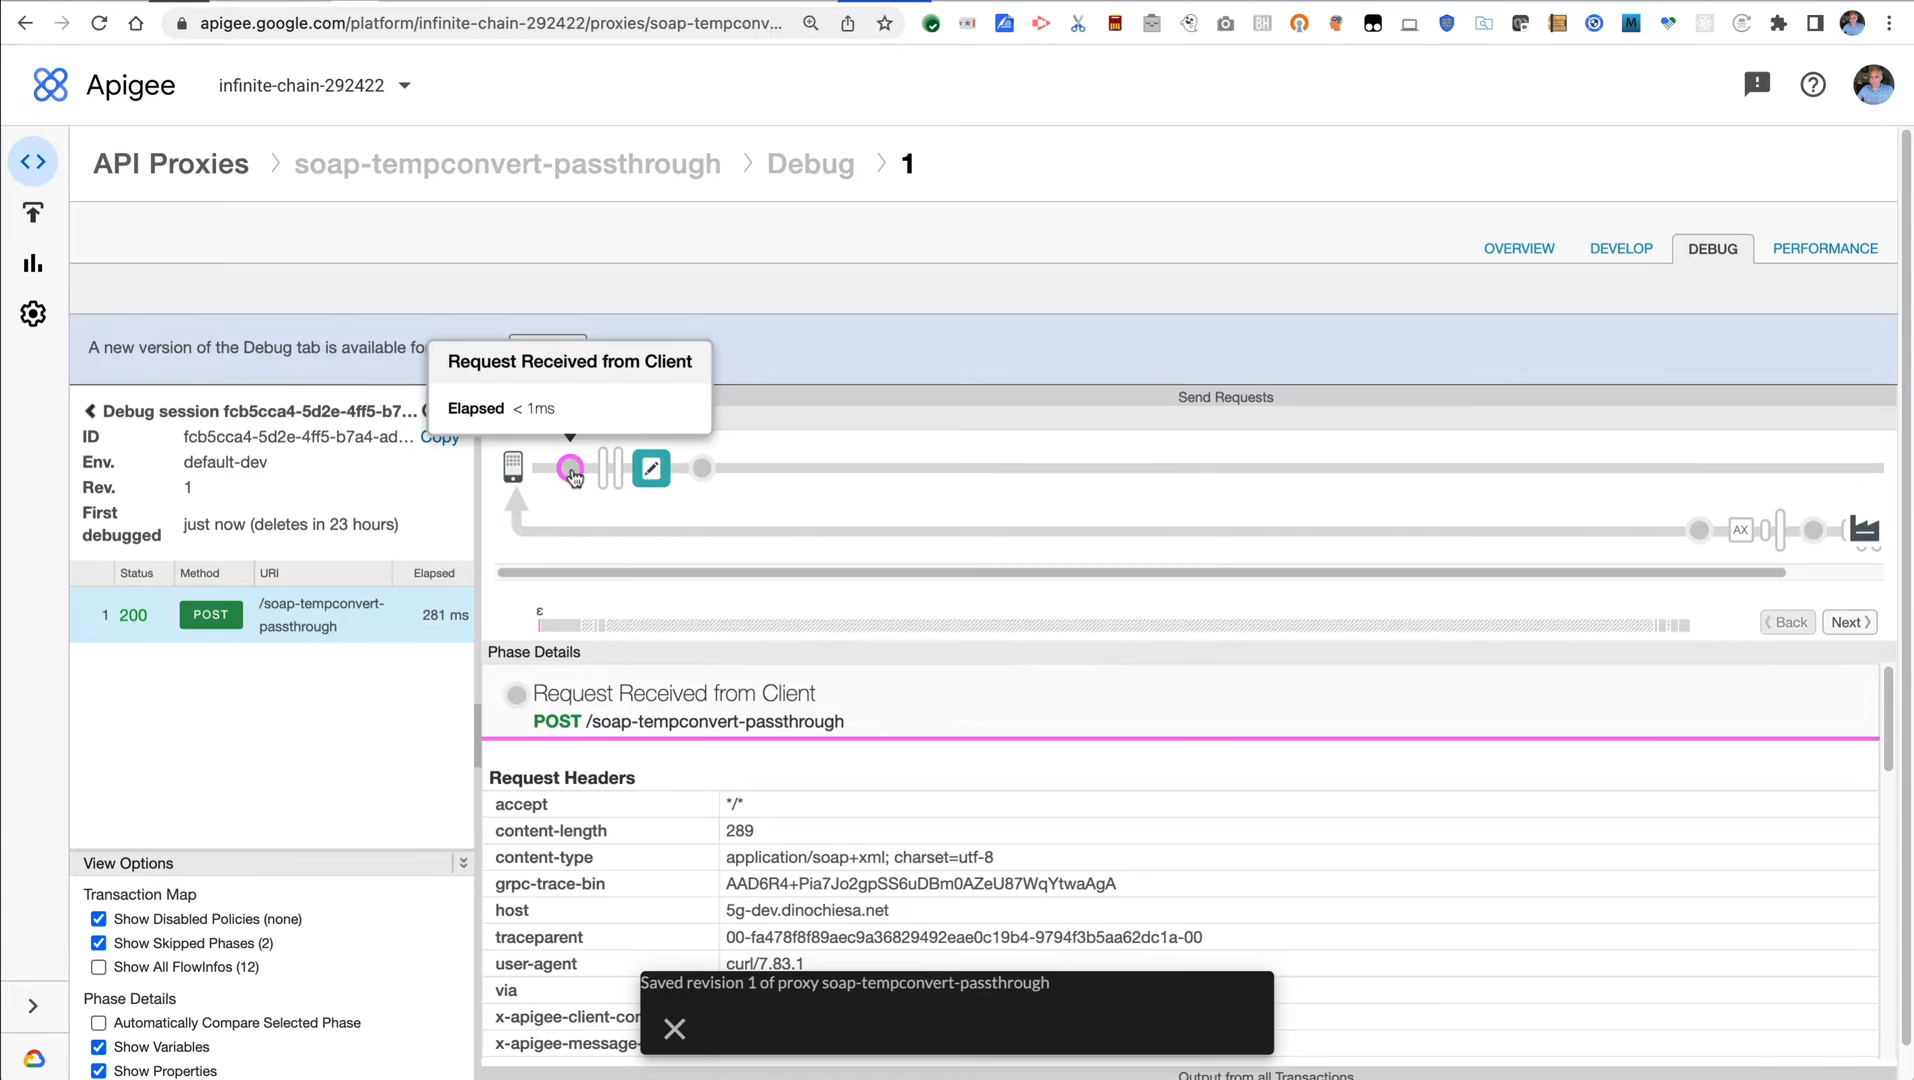 apigee.google.com/platform/infinite-chain-292422/proxies/soap-tempconv...
BH
M
Apigee
infinite-chain-292422
API Proxies > soap-tempconvert-passthrough > Debug > 1
OVERVIEW DEVELOP DEBUG PERFORMANCE
A new version of the Debug tab is available fo
Request Received from Client
Elapsed < 1ms
Send Requests
Debug session fcb5cca4-5d2e-4ff5-b7...
ID fcb5cca4-5d2e-4ff5-b7a4-ad... Copy
Env. default-dev
Rev. 1
First debugged just now (deletes in 23 hours)
AX
Status Method URI Elapsed
1 200 POST /soap-tempconvert-passthrough 281 ms
ε
Back Next
Phase Details
Request Received from Client
POST /soap-tempconvert-passthrough
Request Headers
accept */*
content-length 289
content-type application/soap+xml; charset=utf-8
grpc-trace-bin AAD6R4+Pia7Jo2gpSS6uDBm0AZeU87WqYtwaAgA
host 5g-dev.dinochiesa.net
traceparent 00-fa478f8f89aec9a36829492eae0c19b4-9794f3b5aa62dc1a-00
user-agent curl/7.83.1
via
x-apigee-client-con
x-apigee-message-
Saved revision 1 of proxy soap-tempconvert-passthrough
View Options
Transaction Map
Show Disabled Policies (none)
Show Skipped Phases (2)
Show All FlowInfos (12)
Phase Details
Automatically Compare Selected Phase
Show Variables
Show Properties
Output from all Transactions